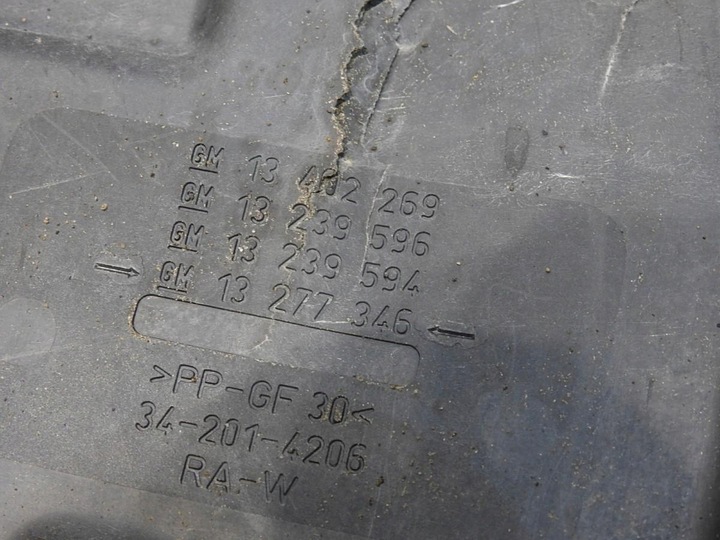 GM 13 402 269
GM 13 239 596
GM 13 239 594
GM 13 277 346
>PP-GF 30<
34-201-4206
RA-W